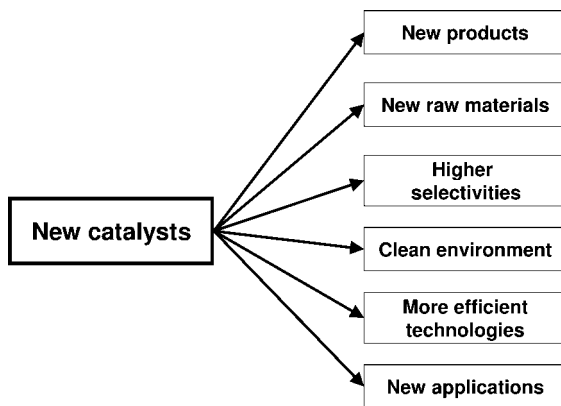 New products
New raw materials
Higher
selectivities
New catalysts
Clean environment
More efficient
technologies
New applications